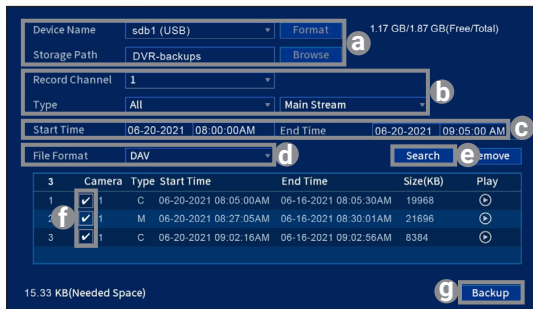 Device Name sdb1 (USB) Format 1.17 GB/1.87 GB(Free/Total)
a
Storage Path DVR-backups Browse
Record Channel 1
b
Type All Main Stream
Start Time 06-20-2021 08:00:00AM End Time 06-20-2021 09:05:00 AM c
File Format DAV d Search e emove
3 Camera Type Start Time End Time Size(KB) Play
1 1 C 06-20-2021 08:05:00AM 06-16-2021 08:05:30AM 19968
2 f 1 M 06-20-2021 08:27:05AM 06-16-2021 08:30:01AM 21696
3 1 C 06-20-2021 09:02:16AM 06-16-2021 09:02:56AM 8384
15.33 KB(Needed Space) g Backup